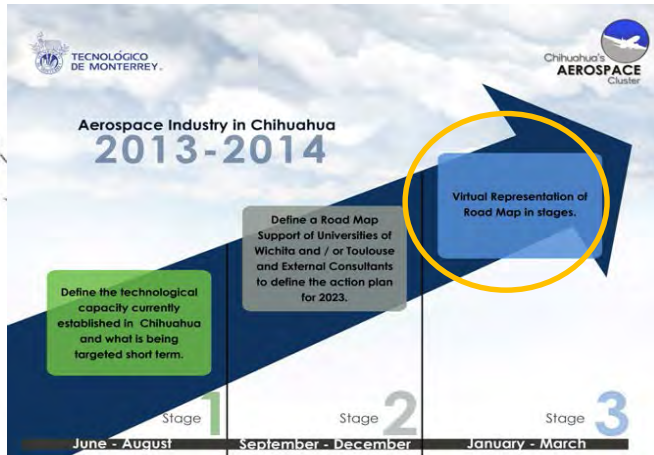 TECNOLÓGICO
DE MONTERREY.
Chihuahua's
AEROSPACE
Cluster
Aerospace Industry in Chihuahua
2013-2014
Virtual Representation of
Road Map in stages.
Define a Road Map
Support of Universities of
Wichita and / or Toulouse
and External Consultants
to define the action plan
for 2023.
Define the technological
capacity currently
established in Chihuahua
and what is being
targeted short term.
Stage 1
Stage 2
Stage 3
June - August
September - December
January - March